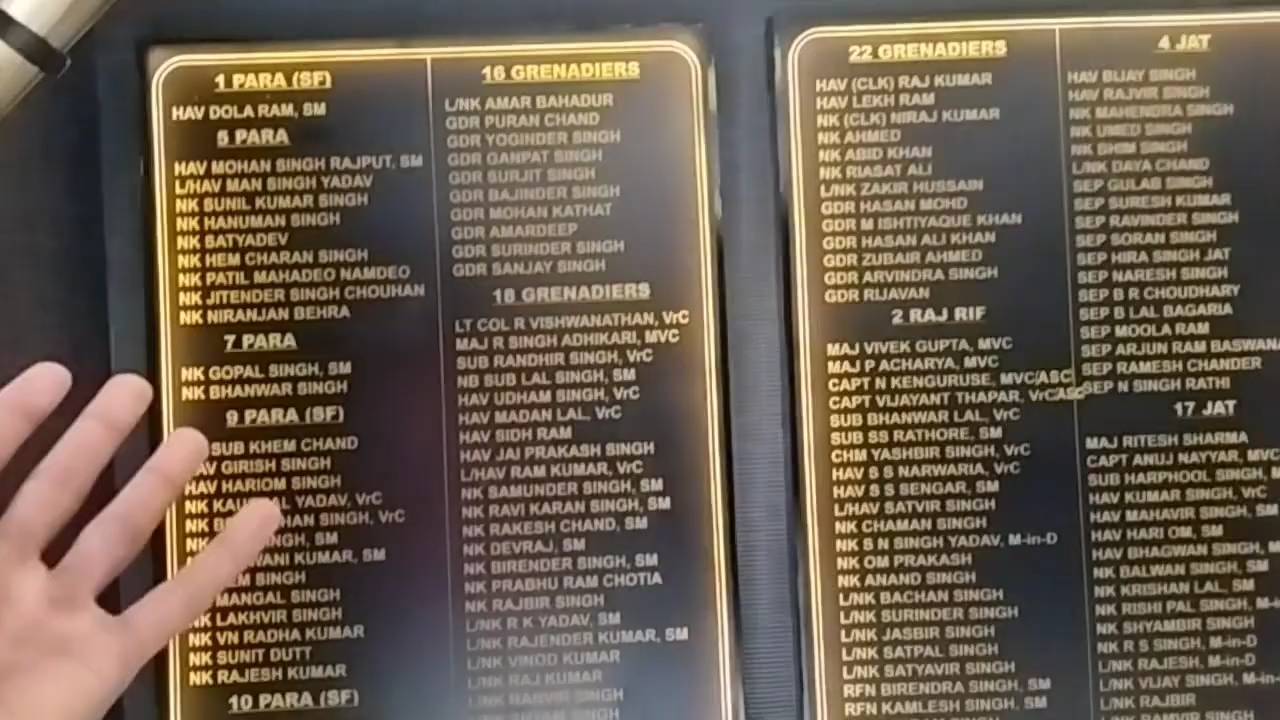 1 PARA (SF)
HAV DOLA RAM, SM
5 PARA
HAV MOHAN SINGH RAJPUT, SM
L/HAV MAN SINGH YADAV
NK SUNIL KUMAR SINGH
NK HANUMAN SINGH
NK SATYADEV
NK HEM CHARAN SINGH
NK PATIL MAHADEO NAMDEO
NK JITENDER SINGH CHOUHAN
NK NIRANJAN BEHRA
7 PARA
NK GOPAL SINGH, SM
NK BHANWAR SINGH
9 PARA (SF)
SUB KHEM CHAND
HAV GIRISH SINGH
HAV HARIOM SINGH
NK YADAV, VrC
NK SINGH, VrC
NK SM
KUMAR, SM
SINGH
MANGAL SINGH
NK LAKHVIR SINGH
NK VN RADHA KUMAR
NK SUNIT DUTT
NK RAJESH KUMAR
10 PARA (SF)
16 GRENADIERS
L/NK AMAR BAHADUR
GDR PURAN CHAND
GDR YOGINDER SINGH
GDR GANPAT SINGH
GDR SURJIT SINGH
GDR BAJINDER SINGH
GDR MOHAN KATHAT
GDR AMARDEEP
GDR SURINDER SINGH
GDR SANJAY SINGH
18 GRENADIERS
LT COL R VISHWANATHAN, VrC
MAJ R SINGH ADHIKARI, MVC
SUB RANDHIR SINGH, VrC
NB SUB LAL SINGH, SM
HAV UDHAM SINGH, VrC
HAV MADAN LAL, VrC
HAV SIDH RAM
HAV JAI PRAKASH SINGH
L/HAV RAM KUMAR, VrC
NK SAMUNDER SINGH, SM
NK RAVI KARAN SINGH, SM
NK RAKESH CHAND, SM
NK DEVRAJ, SM
NK BIRENDER SINGH, SM
NK PRABHU RAM CHOTIA
NK RAJBIR SINGH
L/NK R K YADAV, SM
L/NK RAJENDER KUMAR, SM
L/NK VINOD KUMAR
L/NK RAJ KUMAR
L/NK RANVIR SINGH
22 GRENADIERS
HAV (CLK) RAJ KUMAR
HAV LEKH RAM
NK (CLK) NIRAJ KUMAR
NK AHMED
NK ABID KHAN
NK RIASAT ALI
L/NK ZAKIR HUSSAIN
GDR HASAN MOHD
GDR M ISHTIYAQUE KHAN
GDR HASAN ALI KHAN
GDR ZUBAIR AHMED
GDR ARVINDRA SINGH
GDR RIJAVAN
2 RAJ RIF
MAJ VIVEK GUPTA, MVC
MAJ P ACHARYA, MVC
CAPT N KENGURUSE, MVC/ASC
CAPT VIJAYANT THAPAR, VrC/ASC
SUB BHANWAR LAL, VrC
SUB SS RATHORE, SM
CHM YASHBIR SINGH, VrC
HAV S S NARWARIA, VrC
HAV S S SENGAR, SM
L/HAV SATVIR SINGH
NK CHAMAN SINGH
NK S N SINGH YADAV, M-in-D
NK OM PRAKASH
NK ANAND SINGH
L/NK BACHAN SINGH
L/NK SURINDER SINGH
L/NK JASBIR SINGH
L/NK SATPAL SINGH
L/NK SATYAVIR SINGH
RFN BIRENDRA SINGH, SM
RFN KAMLESH SINGH, SM
4 JAT
HAV BIJAY SINGH
HAV RAJVIR SINGH
NK MAHENDRA SINGH
NK UMED SINGH
NK BHIM SINGH
L/NK DAYA CHAND
SEP GULAB SINGH
SEP SURESH KUMAR
SEP RAVINDER SINGH
SEP SORAN SINGH
SEP HIRA SINGH JAT
SEP NARESH SINGH
SEP B R CHOUDHARY
SEP B LAL BAGARIA
SEP MOOLA RAM
SEP ARJUN RAM BASWANA
SEP RAMESH CHANDER
SEP N SINGH RATHI
17 JAT
MAJ RITESH SHARMA
CAPT ANUJ NAYYAR, MVC
SUB HARPHOOL SINGH,
HAV KUMAR SINGH, VrC
HAV MAHAVIR SINGH, SM
HAV HARI OM, SM
HAV BHAGWAN SINGH,
NK BALWAN SINGH, SM
NK KRISHAN LAL, SM
NK RISHI PAL SINGH,
NK SHYAMBIR SINGH
NK R S SINGH, M-in-D
L/NK RAJESH, M-in-D
L/NK VIJAY SINGH, M-in-
L/NK RAJBIR